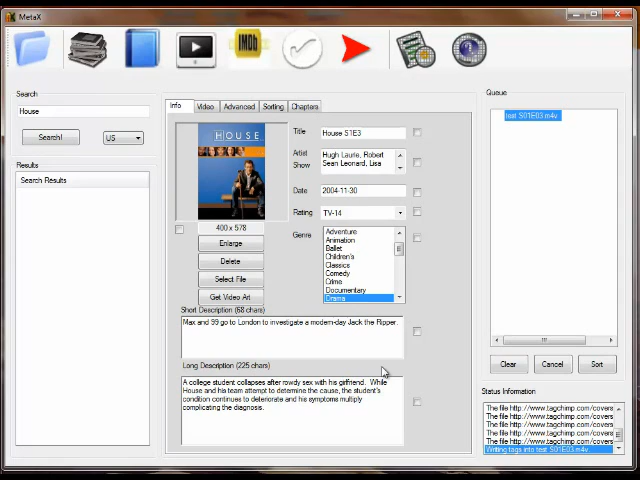 MetaX
IMDb
Search
House
Search!
US
Results
Search Results
Info
Video
Advanced
Sorting
Chapters
HOUSE
400 x 578
Enlarge
Delete
Select File
Get Video Art
Title
House S1E3
Artist
Show
Hugh Laurie, Robert
Sean Leonard, Lisa
Date
2004-11-30
Rating
TV-14
Genre
Adventure
Animation
Ballet
Children's
Classics
Comedy
Crime
Documentary
Drama
Short Description (68 chars)
Max and 99 go to London to investigate a modern-day Jack the Ripper.
Long Description (225 chars)
A college student collapses after rowdy sex with his girlfriend. While
House and his team attempt to determine the cause, the student's
condition continues to deteriorate and his symptoms multiply
complicating the diagnosis.
Queue
test S01E03.m4v
Clear
Cancel
Sort
Status Information
The file http://www.tagchimp.com/covers
The file http://www.tagchimp.com/covers
The file http://www.tagchimp.com/covers
The file http://www.tagchimp.com/covers
Writing tags into test S01E03.m4v